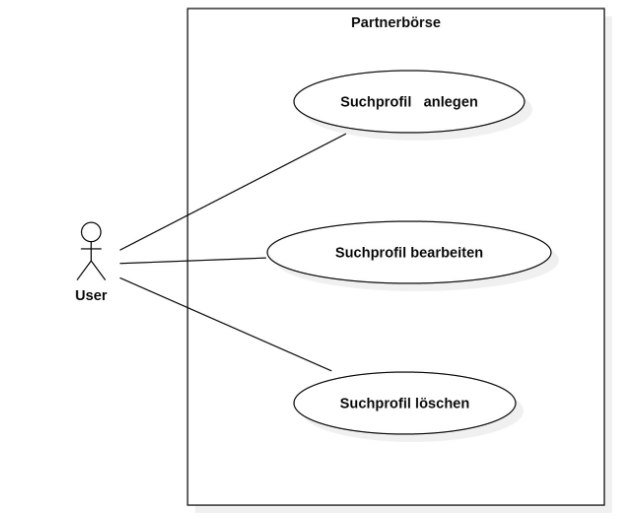 Partnerbörse
Suchprofil anlegen
Suchprofil bearbeiten
User
Suchprofil löschen